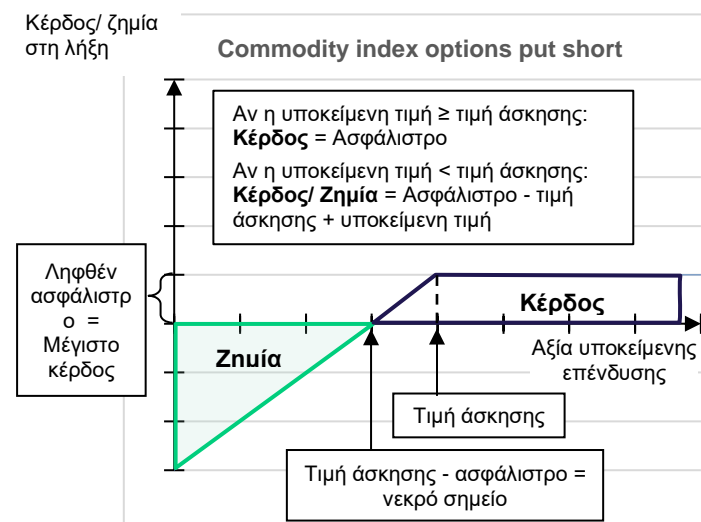 Κέρδος/ ζημία
στη λήξη
Commodity index options put short
Αν η υποκείμενη τιμή ≥ τιμή άσκησης:
Κέρδος = Ασφάλιστρο
Αν η υποκείμενη τιμή < τιμή άσκησης:
Κέρδος/ Ζημία = Ασφάλιστρο - τιμή
άσκησης + υποκείμενη τιμή
Ληφθέν
ασφάλιστρ
ο =
Μέγιστο
κέρδος
Κέρδος
Ζημία
Αξία υποκείμενης
επένδυσης
Τιμή άσκησης
Τιμή άσκησης - ασφάλιστρο =
νεκρό σημείο